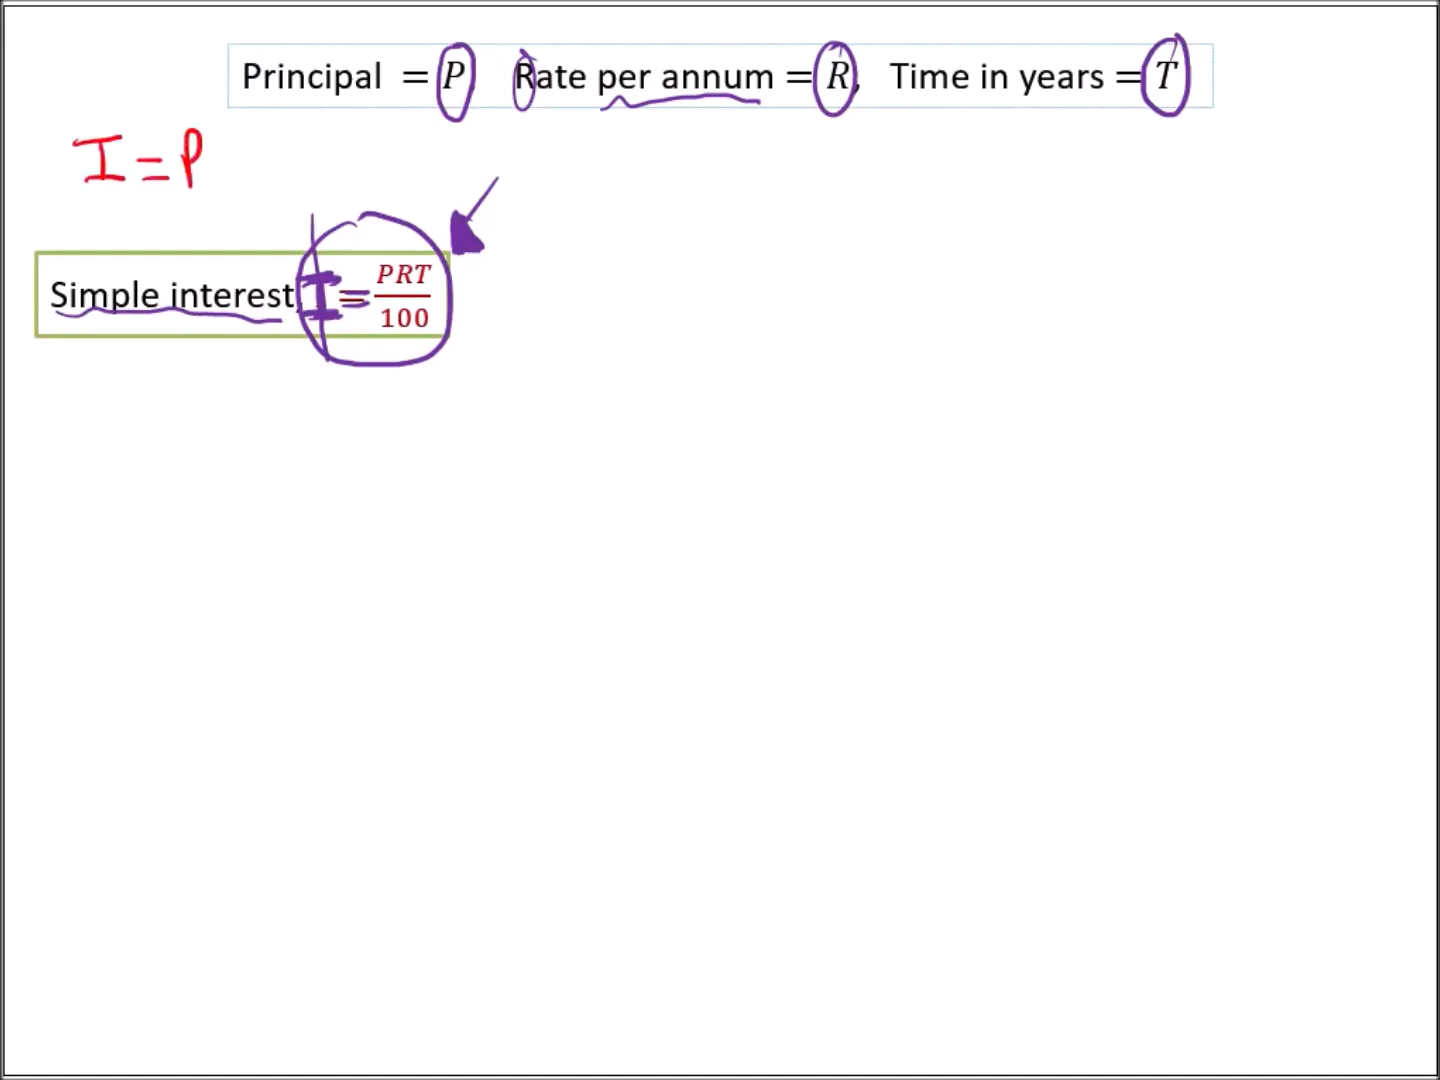 Principal = P, Rate per annum = R, Time in years = T
I = P
Simple interest, I = PRT/100